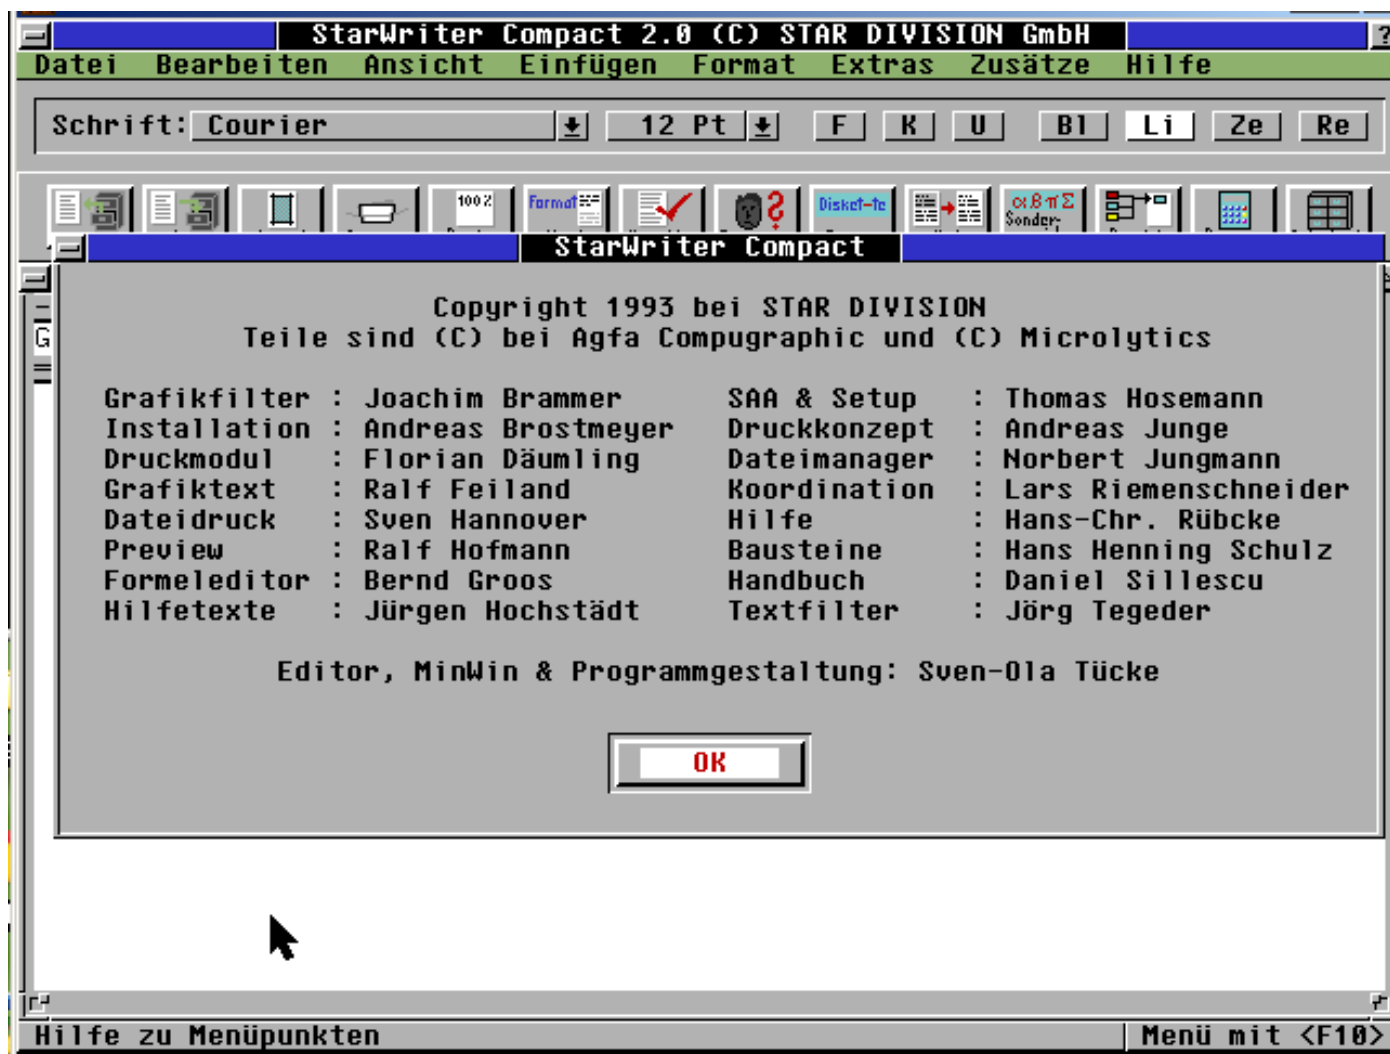 StarWriter Compact 2.0 (C) STAR DIVISION GmbH ?
Datei Bearbeiten Ansicht Einfügen Format Extras Zusätze Hilfe
Schrift: Courier 12 Pt F K U Bl Li Ze Re
100% Format Disket-te αßπΣ
Sonder-
StarWriter Compact
Copyright 1993 bei STAR DIVISION
G Teile sind (C) bei Agfa Compugraphic und (C) Microlytics
Grafikfilter : Joachim Brammer SAA & Setup : Thomas Hosemann
Installation : Andreas Brostmeyer Druckkonzept : Andreas Junge
Druckmodul : Florian Däumling Dateimanager : Norbert Jungmann
Grafiktext : Ralf Feiland Koordination : Lars Riemenschneider
Dateidruck : Sven Hannover Hilfe : Hans-Chr. Rübcke
Preview : Ralf Hofmann Bausteine : Hans Henning Schulz
Formeleditor : Bernd Groos Handbuch : Daniel Sillescu
Hilfetexte : Jürgen Hochstädt Textfilter : Jörg Tegeder
Editor, MinWin & Programmgestaltung: Sven-Ola Tücke
OK
Hilfe zu Menüpunkten Menü mit <F10>